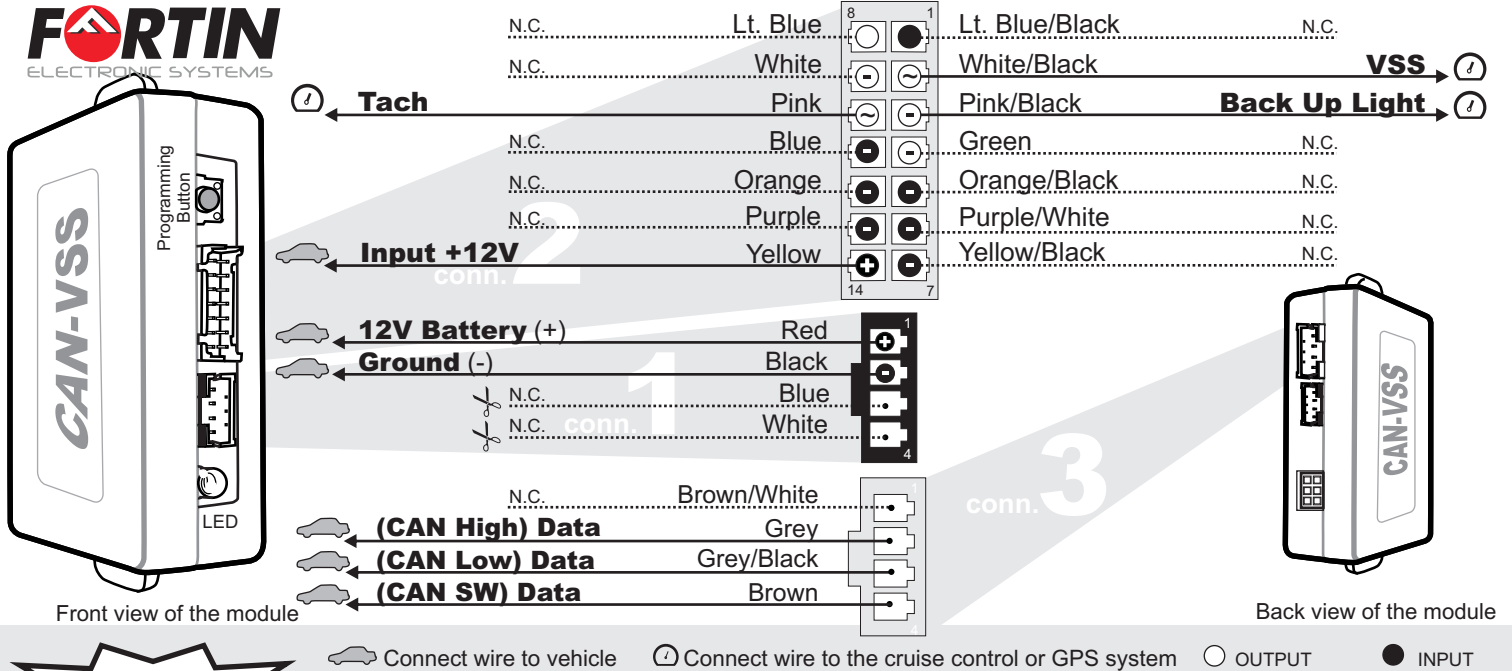 FORTIN
ELECTRONIC SYSTEMS
8 1
N.C. Lt. Blue Lt. Blue/Black N.C.
N.C. White White/Black VSS
Tach Pink Pink/Black Back Up Light
N.C. Blue Green N.C.
N.C. Orange Orange/Black N.C.
N.C. Purple Purple/White N.C.
Input +12V Yellow Yellow/Black N.C.
conn. 2
14 7
12V Battery (+) Red 1
Ground (-) Black
N.C. Blue
N.C. White
conn. 1
4
N.C. Brown/White 1
(CAN High) Data Grey
(CAN Low) Data Grey/Black
(CAN SW) Data Brown
4
conn. 3
Programming
Button
CAN-VSS
LED
Front view of the module
CAN-VSS
Back view of the module
Connect wire to vehicle Connect wire to the cruise control or GPS system OUTPUT INPUT